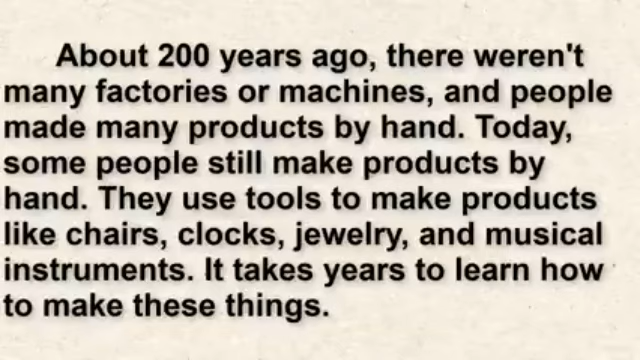 About 200 years ago, there weren't
many factories or machines, and people
made many products by hand. Today,
some people still make products by
hand. They use tools to make products
like chairs, clocks, jewelry, and musical
instruments. It takes years to learn how
to make these things.